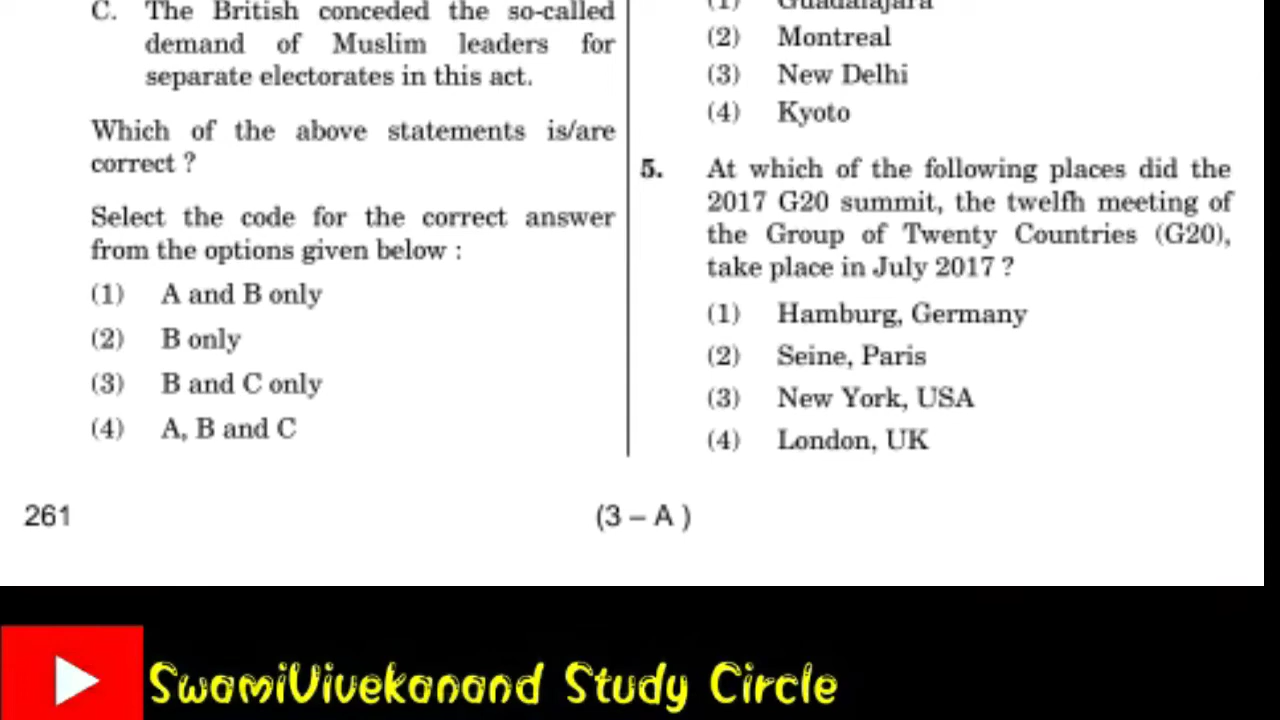 C. The British conceded the so-called
demand of Muslim leaders for
separate electorates in this act.
Which of the above statements is/are
correct ?
Select the code for the correct answer
from the options given below :
(1) A and B only
(2) B only
(3) B and C only
(4) A, B and C
(1) Guadalajara
(2) Montreal
(3) New Delhi
(4) Kyoto
5. At which of the following places did the
2017 G20 summit, the twelfh meeting of
the Group of Twenty Countries (G20),
take place in July 2017 ?
(1) Hamburg, Germany
(2) Seine, Paris
(3) New York, USA
(4) London, UK
261
(3 – A )
SwamiVivekanand Study Circle